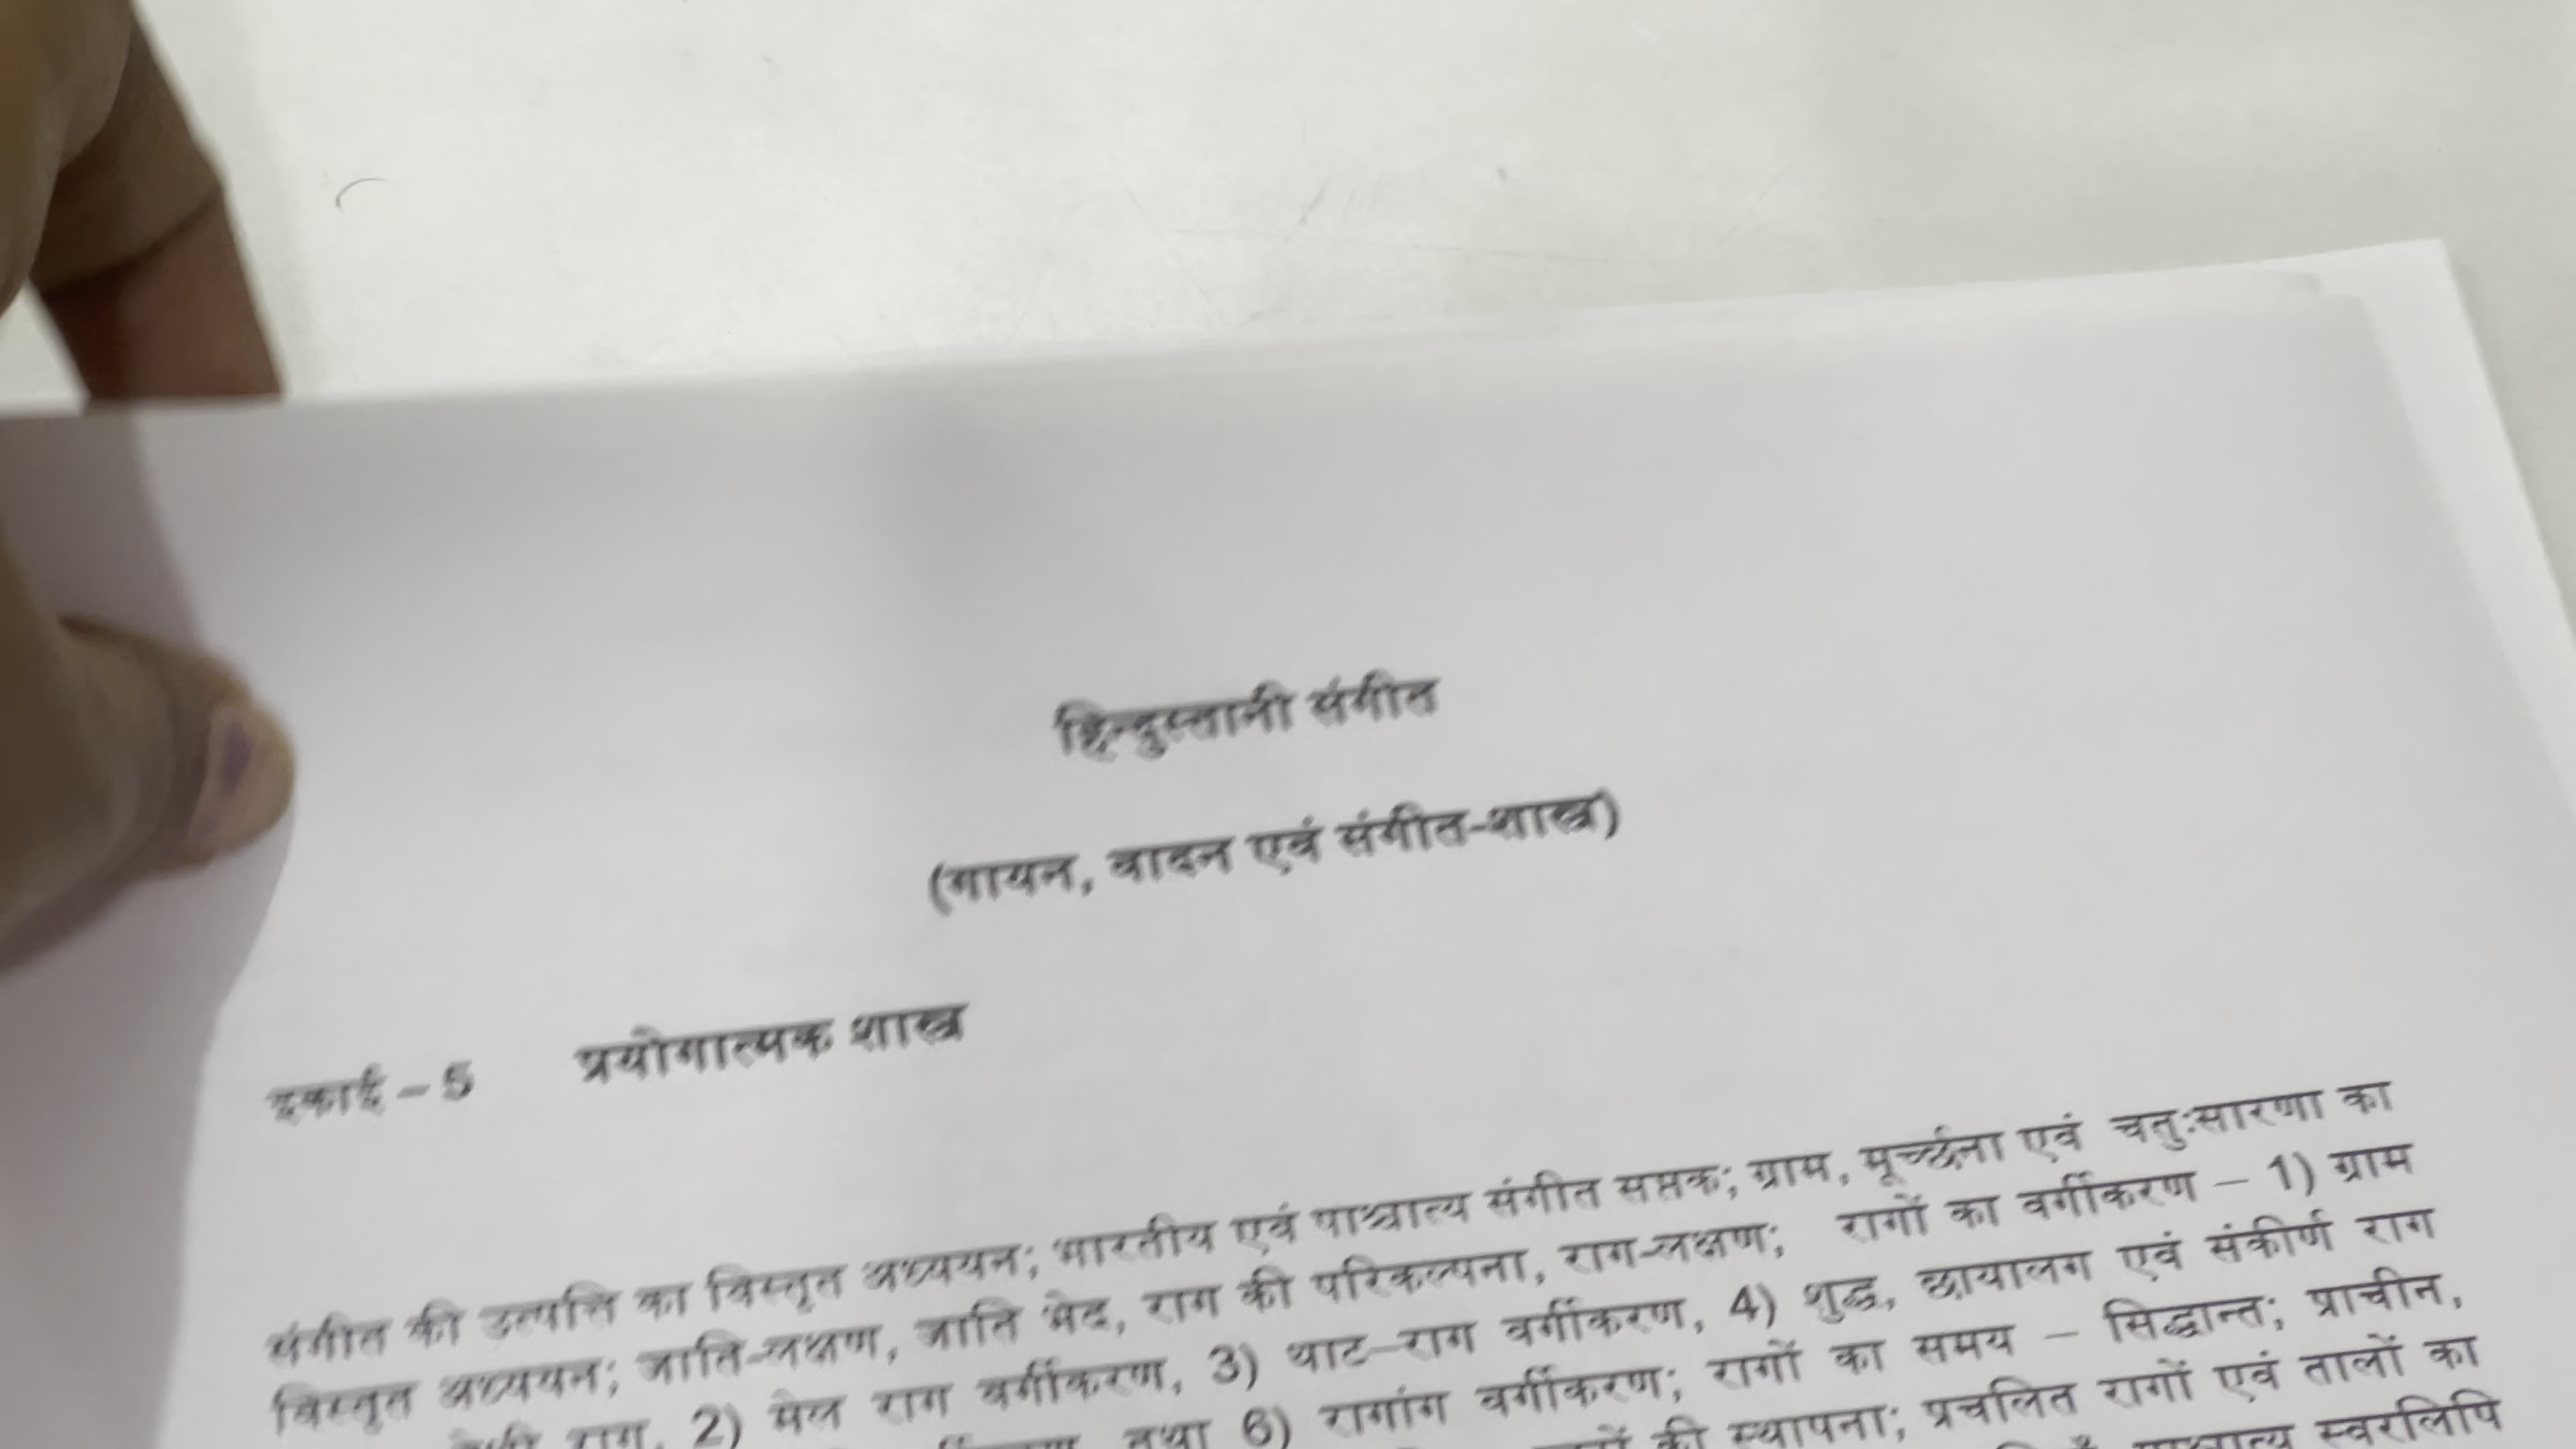 हिन्दुस्तानी संगीत
(गायन, वादन एवं संगीत-शास्त्र)
इकाई – 5 प्रयोगात्मक शास्त्र
संगीत की उत्पत्ति का विस्तृत अध्ययन; भारतीय एवं पाश्चात्य संगीत सप्तक; ग्राम, मूर्च्छना एवं चतु:सारणा का
विस्तृत अध्ययन; जाति-लक्षण, जाति भेद, राग की परिकल्पना, राग-लक्षण; रागों का वर्गीकरण – 1) ग्राम
राग, 2) मेल राग वर्गीकरण, 3) थाट–राग वर्गीकरण, 4) शुद्ध, छायालग एवं संकीर्ण राग
तथा 6) रागांग वर्गीकरण; रागों का समय – सिद्धान्त; प्राचीन,
की स्थापना; प्रचलित रागों एवं तालों का
स्वरलिपि